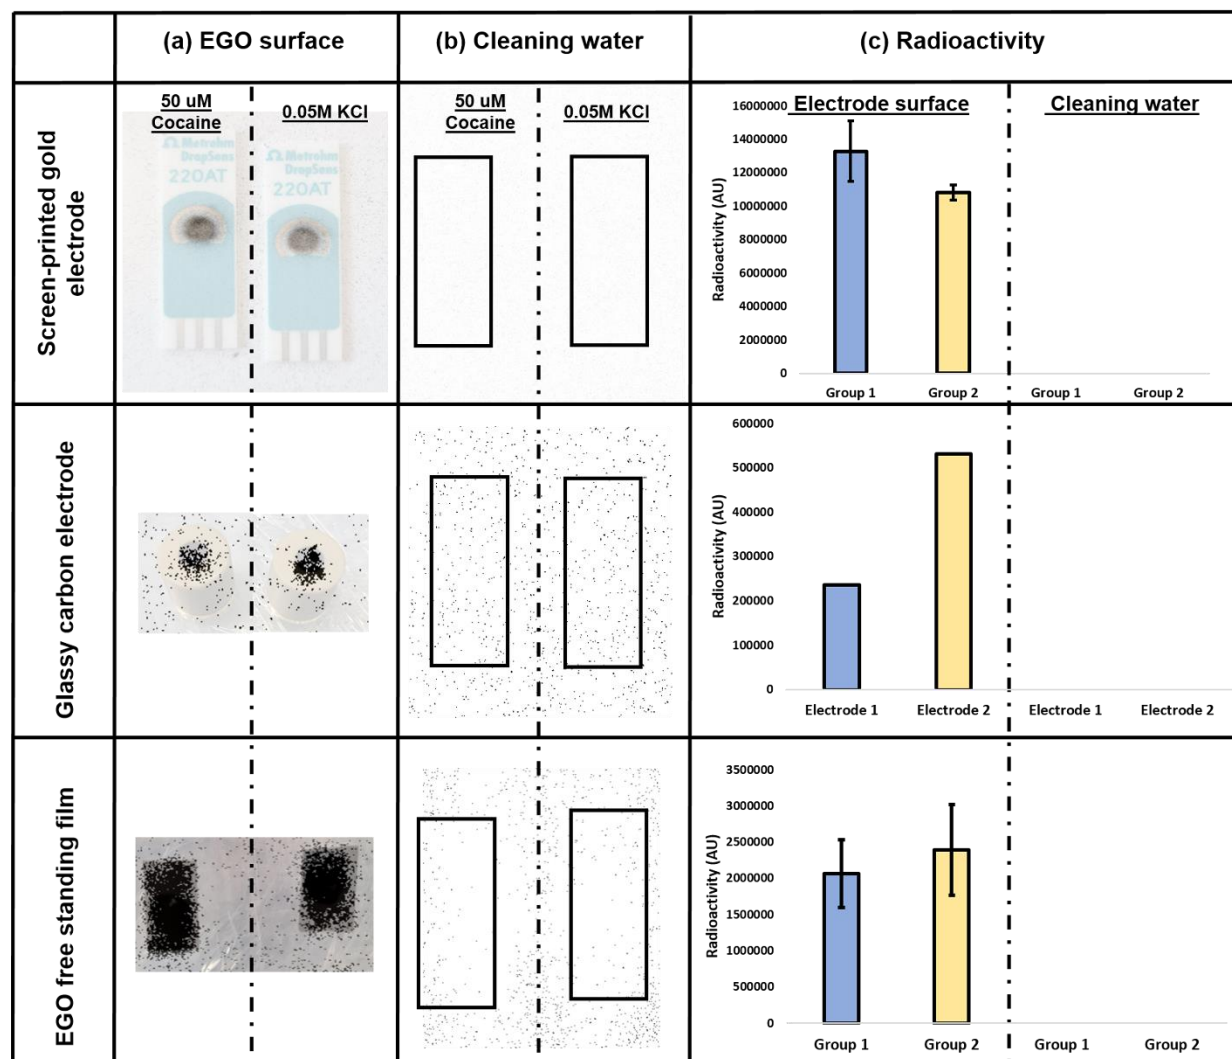 (a) EGO surface
(b) Cleaning water
(c) Radioactivity
Screen-printed gold
electrode
50 uM
Cocaine
0.05M KCl
Metrohm
DropSens
220AT
Metrohm
DropSens
220AT
50 uM
Cocaine
0.05M KCl
Electrode surface
Cleaning water
Radioactivity (AU)
16000000
14000000
12000000
10000000
8000000
6000000
4000000
2000000
0
Group 1
Group 2
Group 1
Group 2
Glassy carbon electrode
Radioactivity (AU)
600000
500000
400000
300000
200000
100000
0
Electrode 1
Electrode 2
Electrode 1
Electrode 2
EGO free standing film
Radioactivity (AU)
3500000
3000000
2500000
2000000
1500000
1000000
500000
0
Group 1
Group 2
Group 1
Group 2